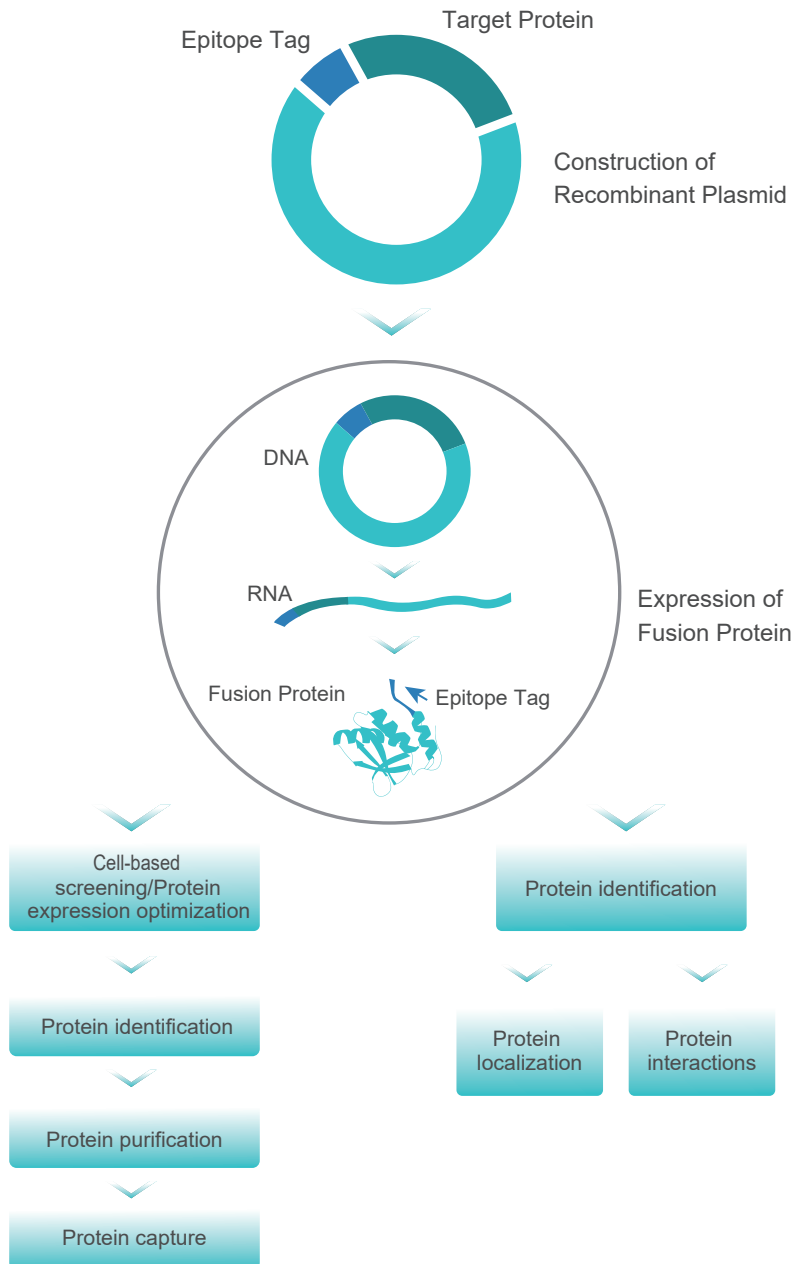 Target Protein
Epitope Tag
Construction of
Recombinant Plasmid
DNA
RNA
Expression of
Fusion Protein
Fusion Protein
Epitope Tag
Cell-based
screening/Protein
expression optimization
Protein identification
Protein identification
Protein purification
Protein capture
Protein
localization
Protein
interactions